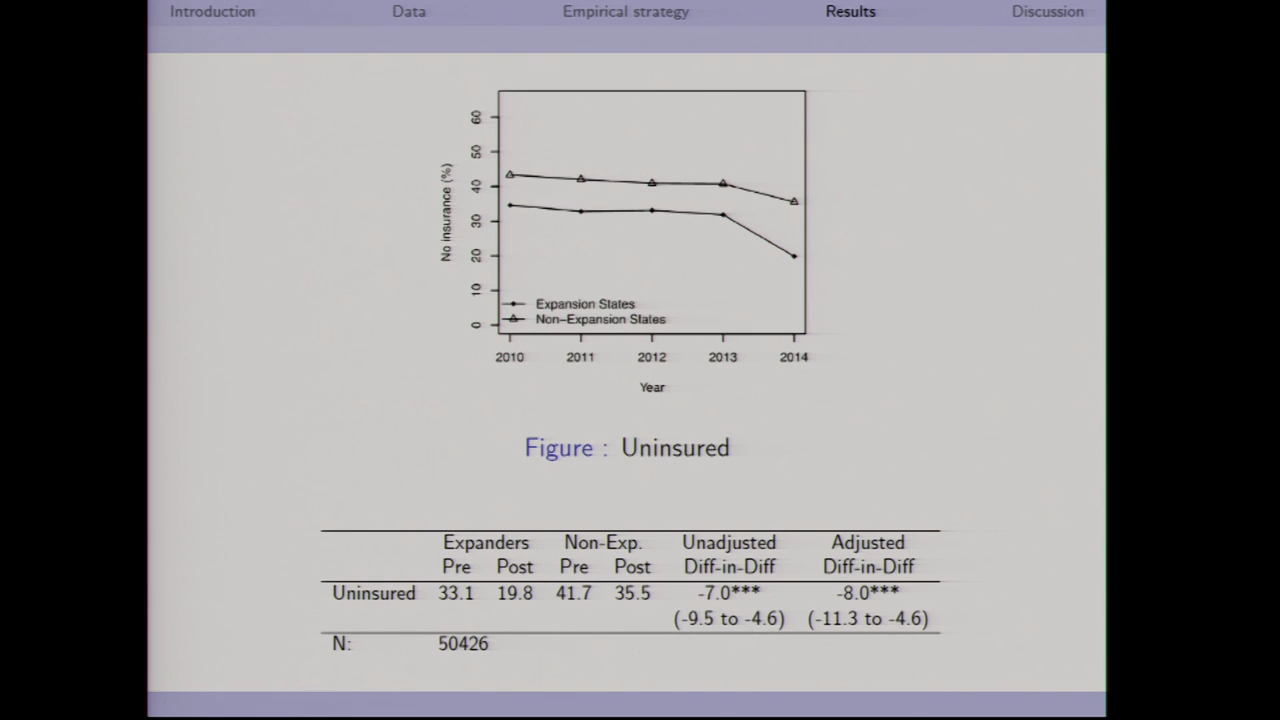 Introduction Data Empirical strategy Results Discussion
60
50
40
30
20
10
0
No insurance (%)
Expansion States
Non-Expansion States
2010 2011 2012 2013 2014
Year
Figure : Uninsured
Expanders Non-Exp. Unadjusted Adjusted
Pre Post Pre Post Diff-in-Diff Diff-in-Diff
Uninsured 33.1 19.8 41.7 35.5 -7.0*** -8.0***
(-9.5 to -4.6) (-11.3 to -4.6)
N: 50426